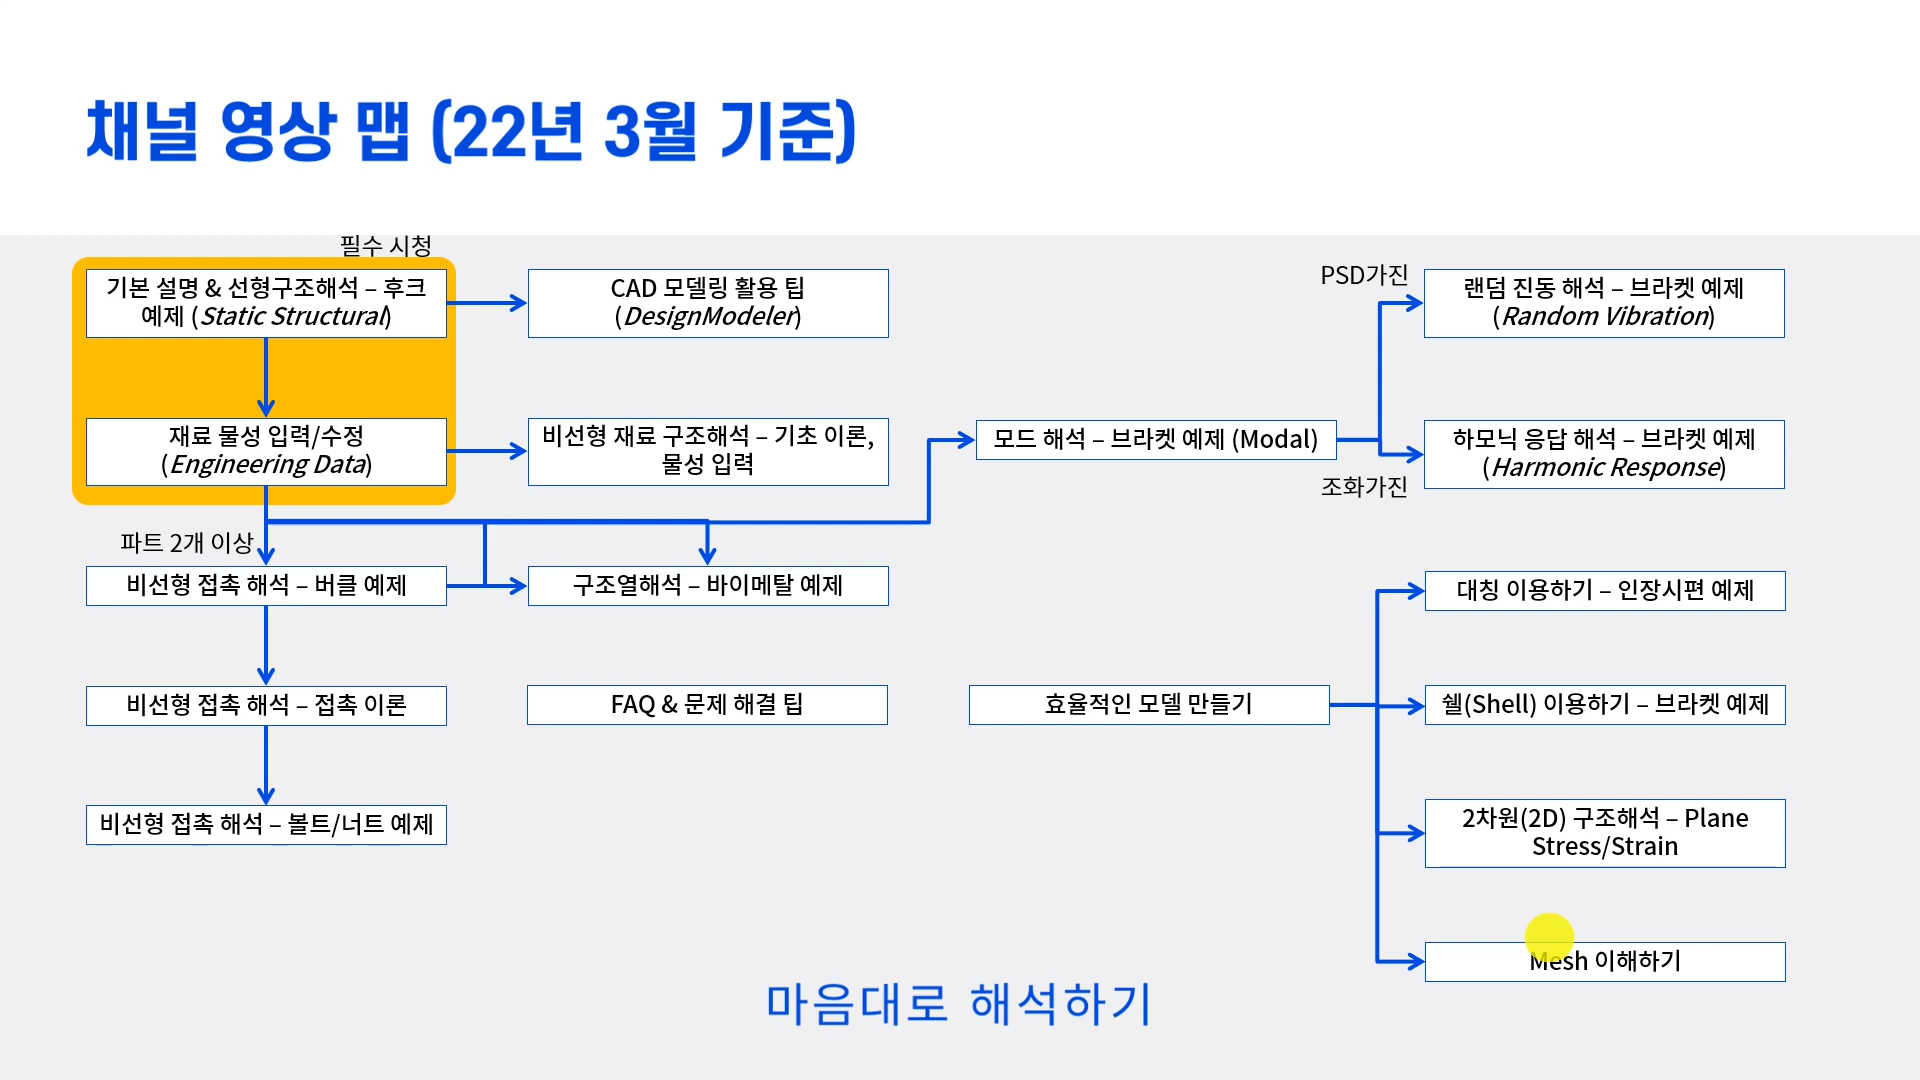 채널 영상 맵 (22년 3월 기준)
필수 시청
기본 설명 & 선형구조해석 – 후크
예제 (Static Structural)
CAD 모델링 활용 팁
(DesignModeler)
PSD가진
랜덤 진동 해석 – 브라켓 예제
(Random Vibration)
재료 물성 입력/수정
(Engineering Data)
비선형 재료 구조해석 – 기초 이론,
물성 입력
모드 해석 – 브라켓 예제 (Modal)
하모닉 응답 해석 – 브라켓 예제
(Harmonic Response)
조화가진
파트 2개 이상
비선형 접촉 해석 – 버클 예제
구조열해석 – 바이메탈 예제
대칭 이용하기 – 인장시편 예제
비선형 접촉 해석 – 접촉 이론
FAQ & 문제 해결 팁
효율적인 모델 만들기
쉘(Shell) 이용하기 – 브라켓 예제
비선형 접촉 해석 – 볼트/너트 예제
2차원(2D) 구조해석 – Plane
Stress/Strain
Mesh 이해하기
마음대로 해석하기